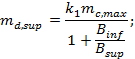 m_{d,sup} = \frac{k_1 m_{c,max}}{1 + \frac{B_{inf}}{B_{sup}}};